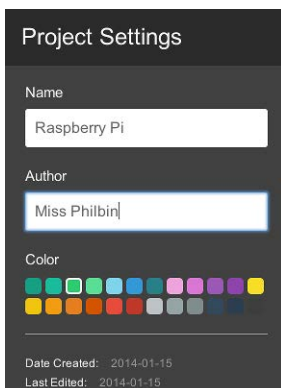 Project Settings
Name
Raspberry Pi
Author
Miss Philbin
Color
Date Created: 2014-01-15
Last Edited: 2014-01-15